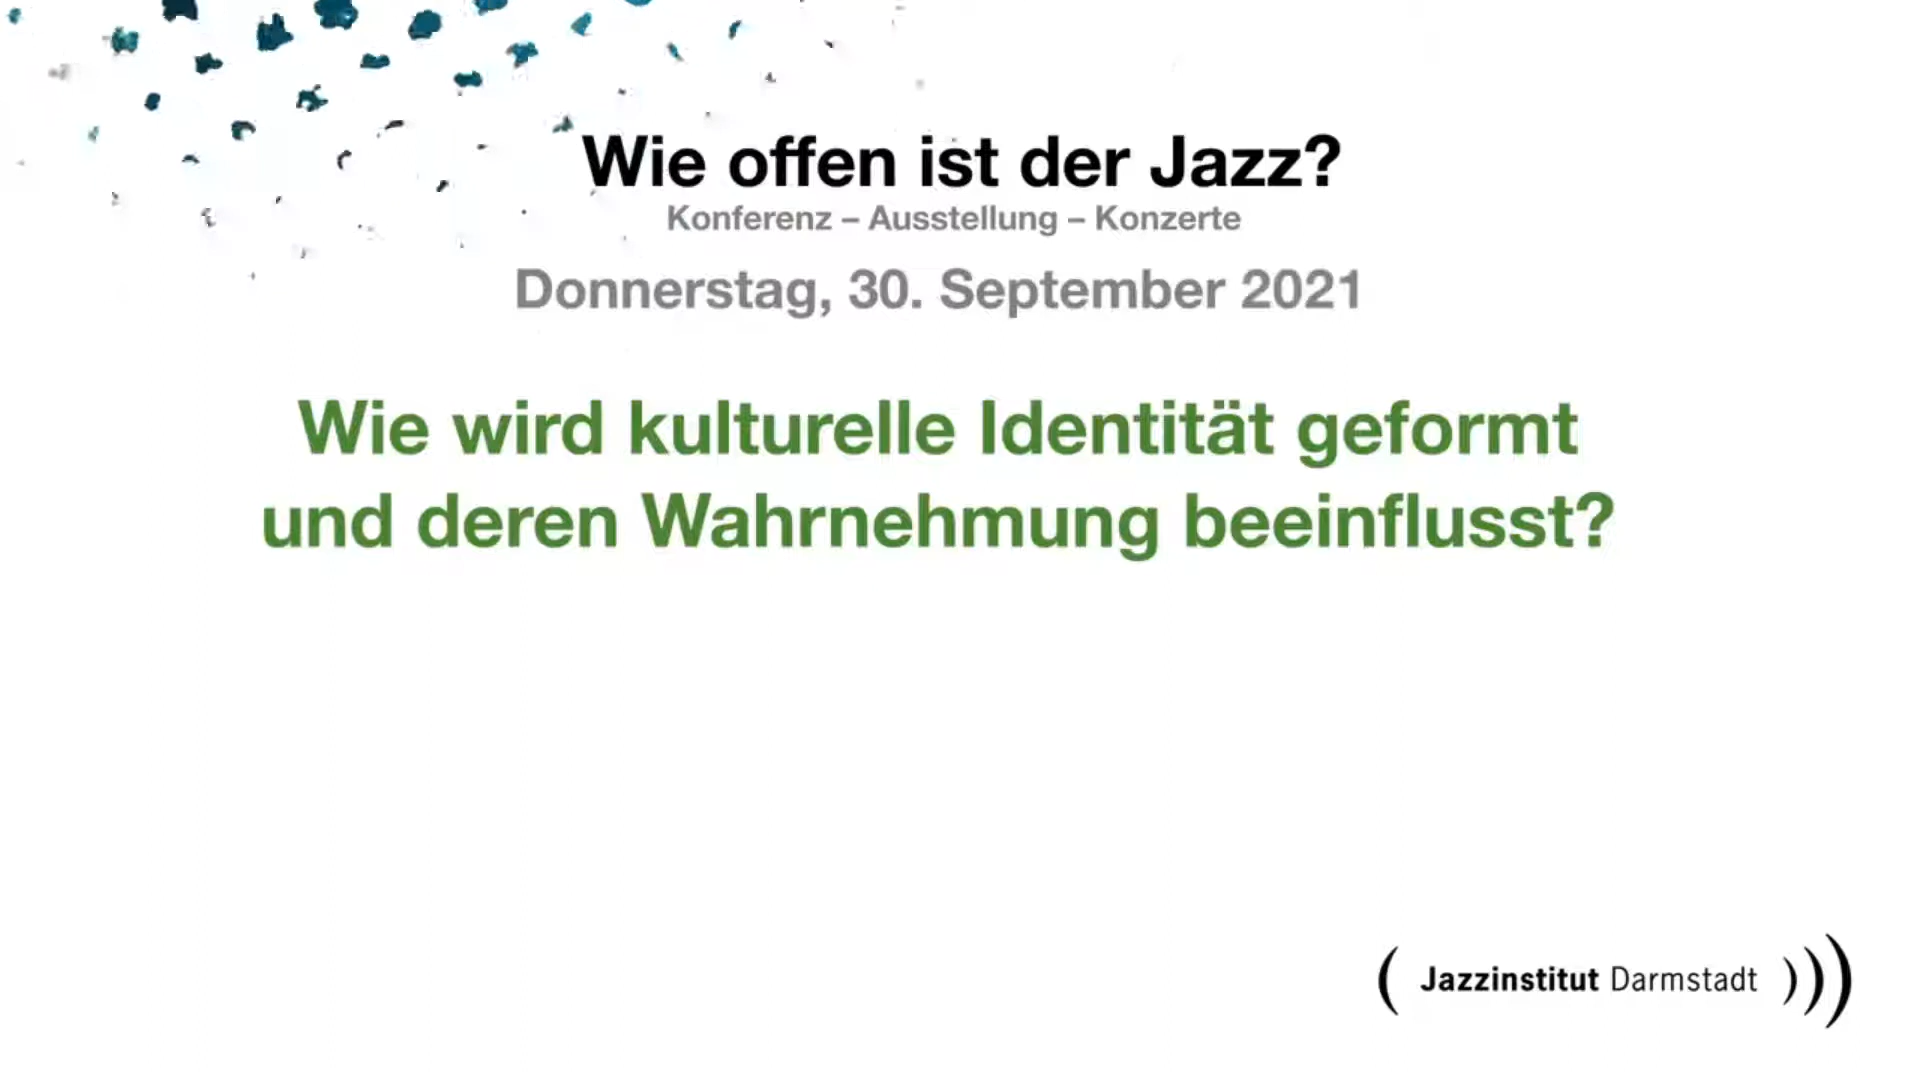 Wie offen ist der Jazz?
Konferenz – Ausstellung – Konzerte
Donnerstag, 30. September 2021
Wie wird kulturelle Identität geformt
und deren Wahrnehmung beeinflusst?
( Jazzinstitut Darmstadt )))